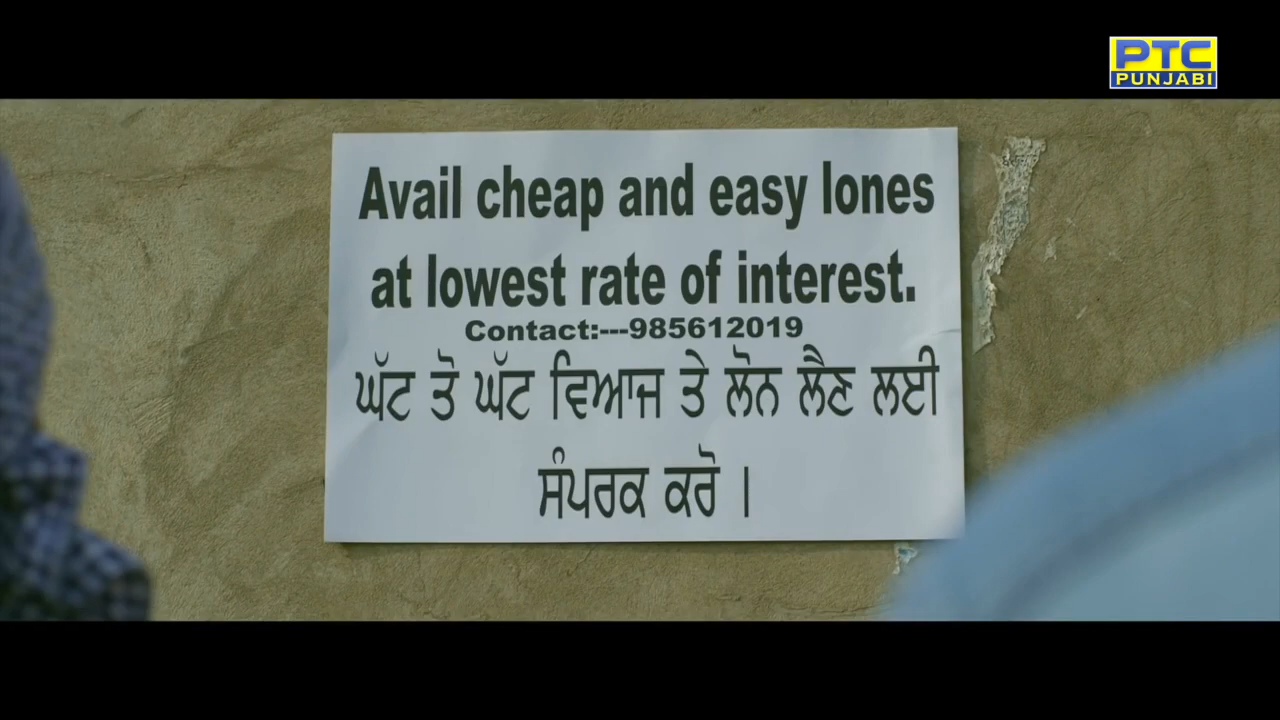 PTC
PUNJABI
Avail cheap and easy lones
at lowest rate of interest.
Contact:---985612019
ਘੱਟ ਤੋ ਘੱਟ ਵਿਆਜ ਤੇ ਲੋਨ ਲੈਣ ਲਈ
ਸੰਪਰਕ ਕਰੋ ।